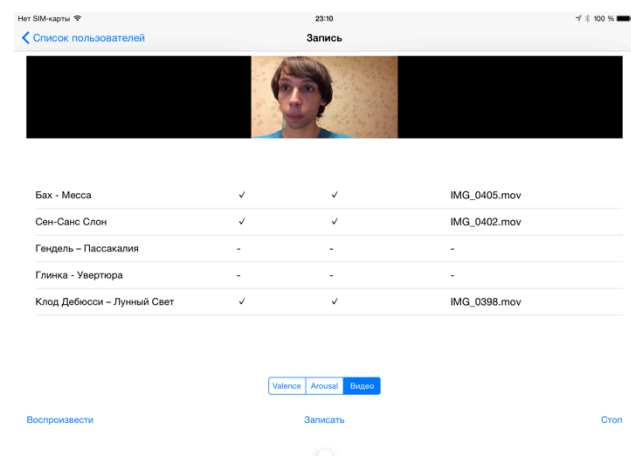 Нет SIM-карты 23:10 100 %
Список пользователей Запись
Бах - Месса ✓ ✓ IMG_0405.mov
Сен-Санс Слон ✓ ✓ IMG_0402.mov
Гендель – Пассакалия - - -
Глинка - Увертюра - - -
Клод Дебюсси – Лунный Свет ✓ ✓ IMG_0398.mov
Valence Arousal Видео
Воспроизвести Записать Стоп